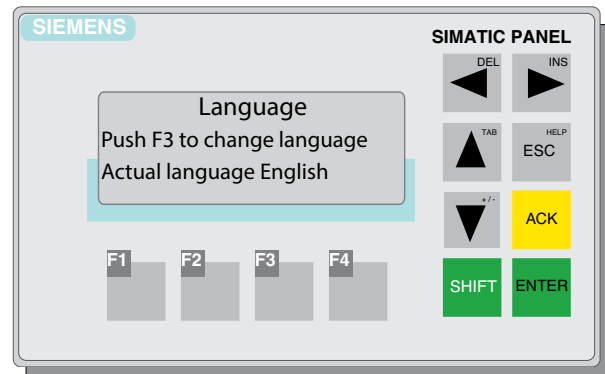 SIEMENS
SIMATIC PANEL
DEL
INS
Language
Push F3 to change language
Actual language English
TAB
HELP
ESC
+ / -
ACK
F1
F2
F3
F4
SHIFT
ENTER